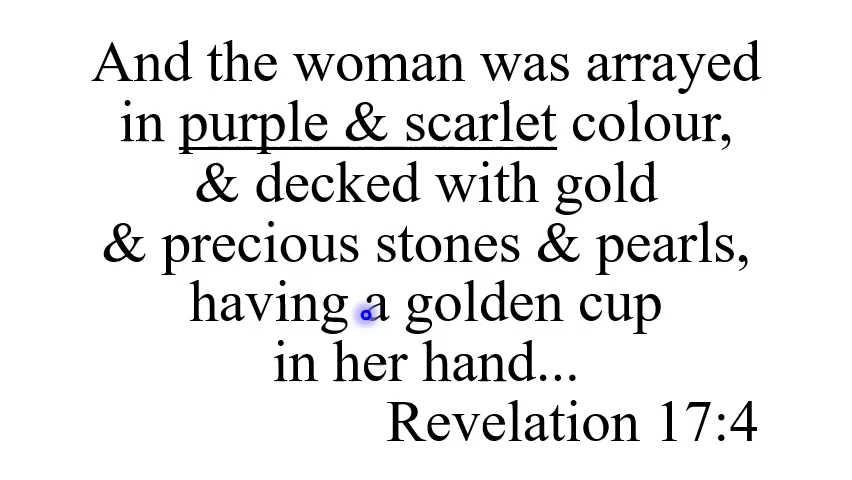 And the woman was arrayed
in purple & scarlet colour,
& decked with gold
& precious stones & pearls,
having a golden cup
in her hand...
Revelation 17:4